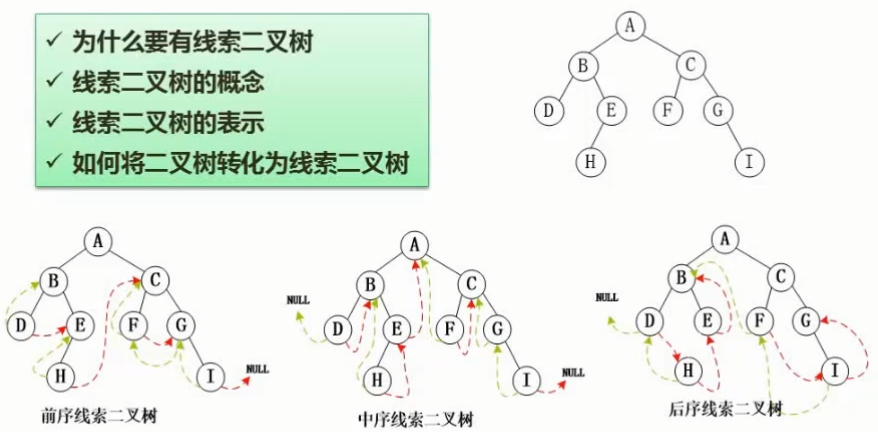 ✓ 为什么要有线索二叉树
✓ 线索二叉树的概念
✓ 线索二叉树的表示
✓ 如何将二叉树转化为线索二叉树
A
B C
D E F G
H I
A
B C
D E F G
H I NULL
前序线索二叉树
A
B C
NULL
D E F G
H I NULL
中序线索二叉树
A
B C
NULL
D E F G
H I
后序线索二叉树